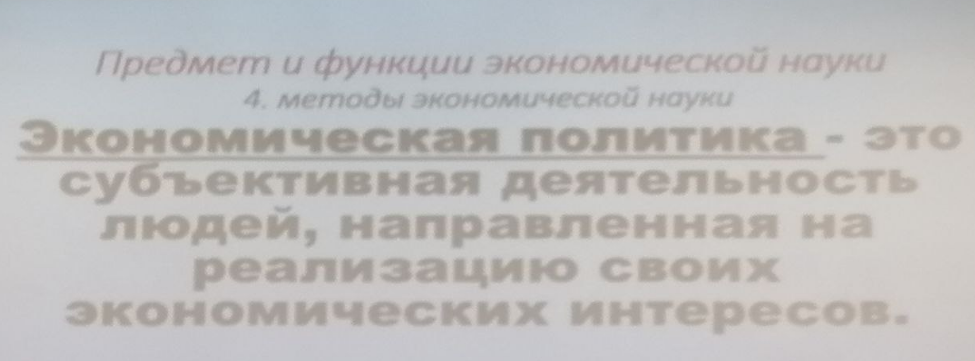 Предмет и функции экономической науки
4. методы экономической науки
Экономическая политика - это
субъективная деятельность
людей, направленная на
реализацию своих
экономических интересов.